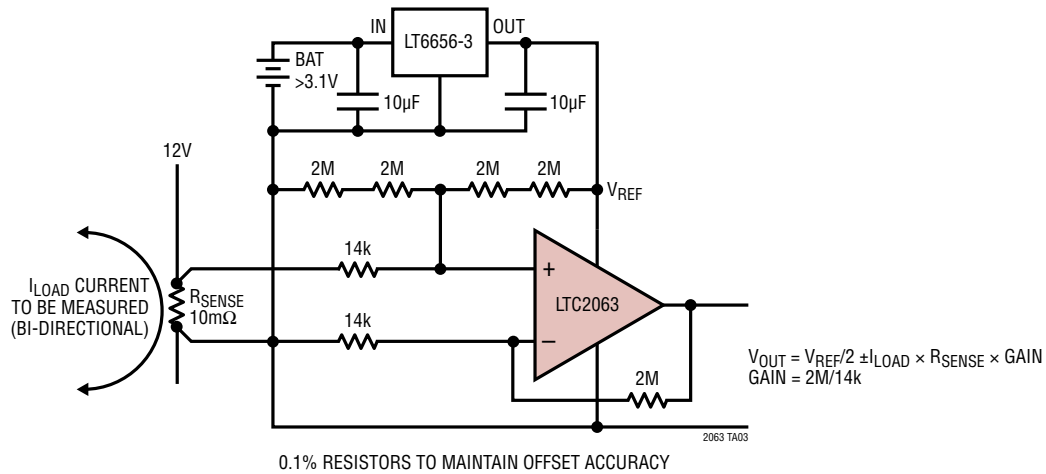 IN
OUT
LT6656-3
BAT
>3.1V
10µF
10µF
12V
2M
2M
2M
2M
VREF
14k
ILOAD CURRENT
TO BE MEASURED
(BI-DIRECTIONAL)
RSENSE
10mΩ
+
LTC2063
14k
–
2M
VOUT = VREF/2 ±ILOAD × RSENSE × GAIN
GAIN = 2M/14k
2063 TA03
0.1% RESISTORS TO MAINTAIN OFFSET ACCURACY